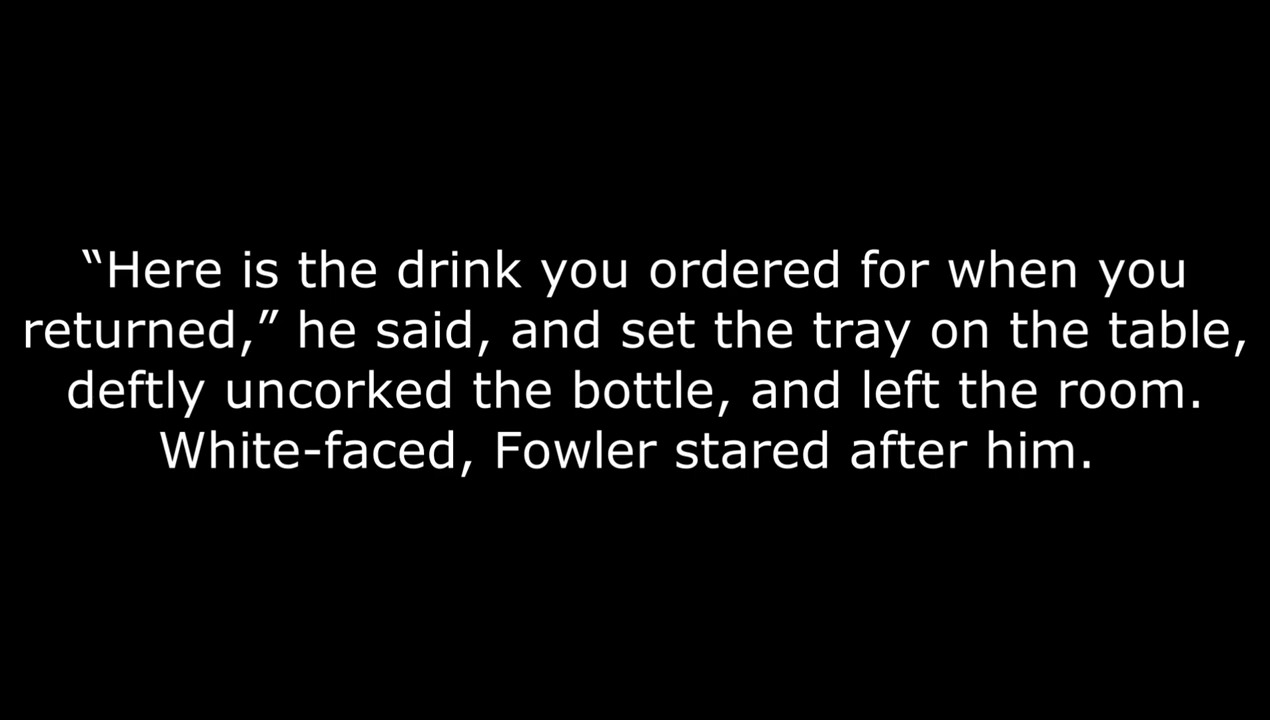 “Here is the drink you ordered for when you
returned,” he said, and set the tray on the table,
deftly uncorked the bottle, and left the room.
White-faced, Fowler stared after him.